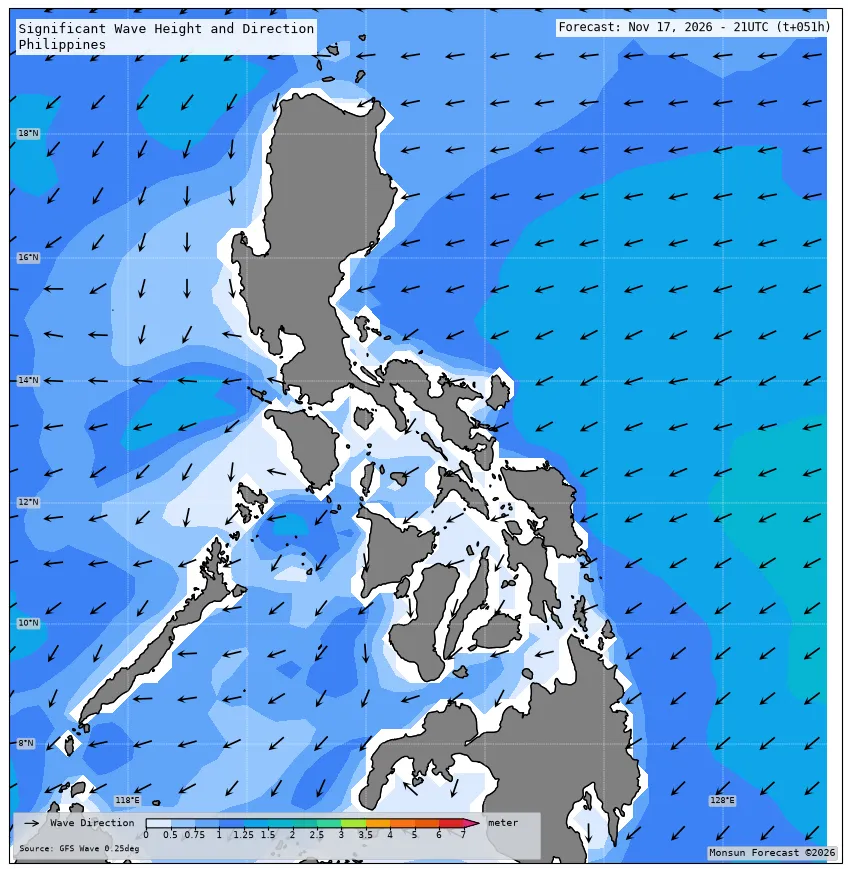 Significant Wave Height and Direction
Philippines
Forecast: Nov 17, 2026 - 21UTC (t+051h)
18°N
16°N
14°N
12°N
10°N
8°N
118°E
128°E
Wave Direction
0 0.5 0.75 1 1.25 1.5 2 2.5 3 3.5 4 5 6 7
meter
Source: GFS Wave 0.25deg
Monsun Forecast ©2026